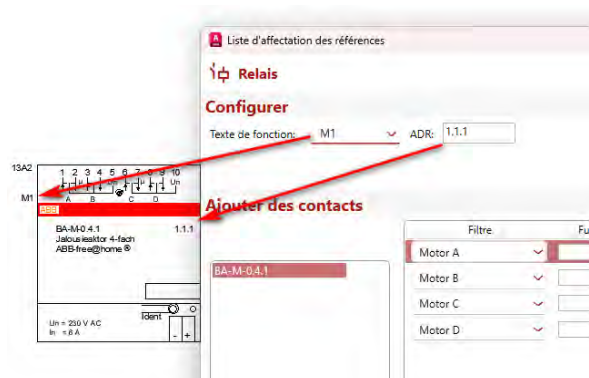 Liste d'affectation des références
Relais
Configurer
Texte de fonction: M1 ADR: 1.1.1
13A2
1 2 3 4 5 6 7 8 9 10
Un
M1
A B C D
ABB
BA-M-0.4.1 1.1.1
Jalousieaktor 4-fach
ABB-free@home ®
Ident
Un = 230 V AC
In = 6 A
- +
Ajouter des contacts
BA-M-0.4.1
Filtre Fu
Motor A
Motor B
Motor C
Motor D